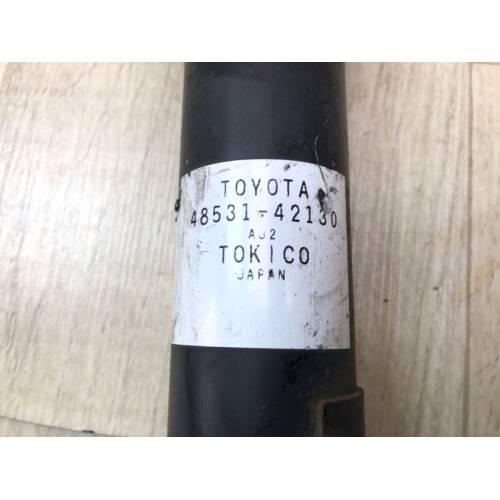 TOYOTA
48531-42130
AJ2
TOKICO
JAPAN